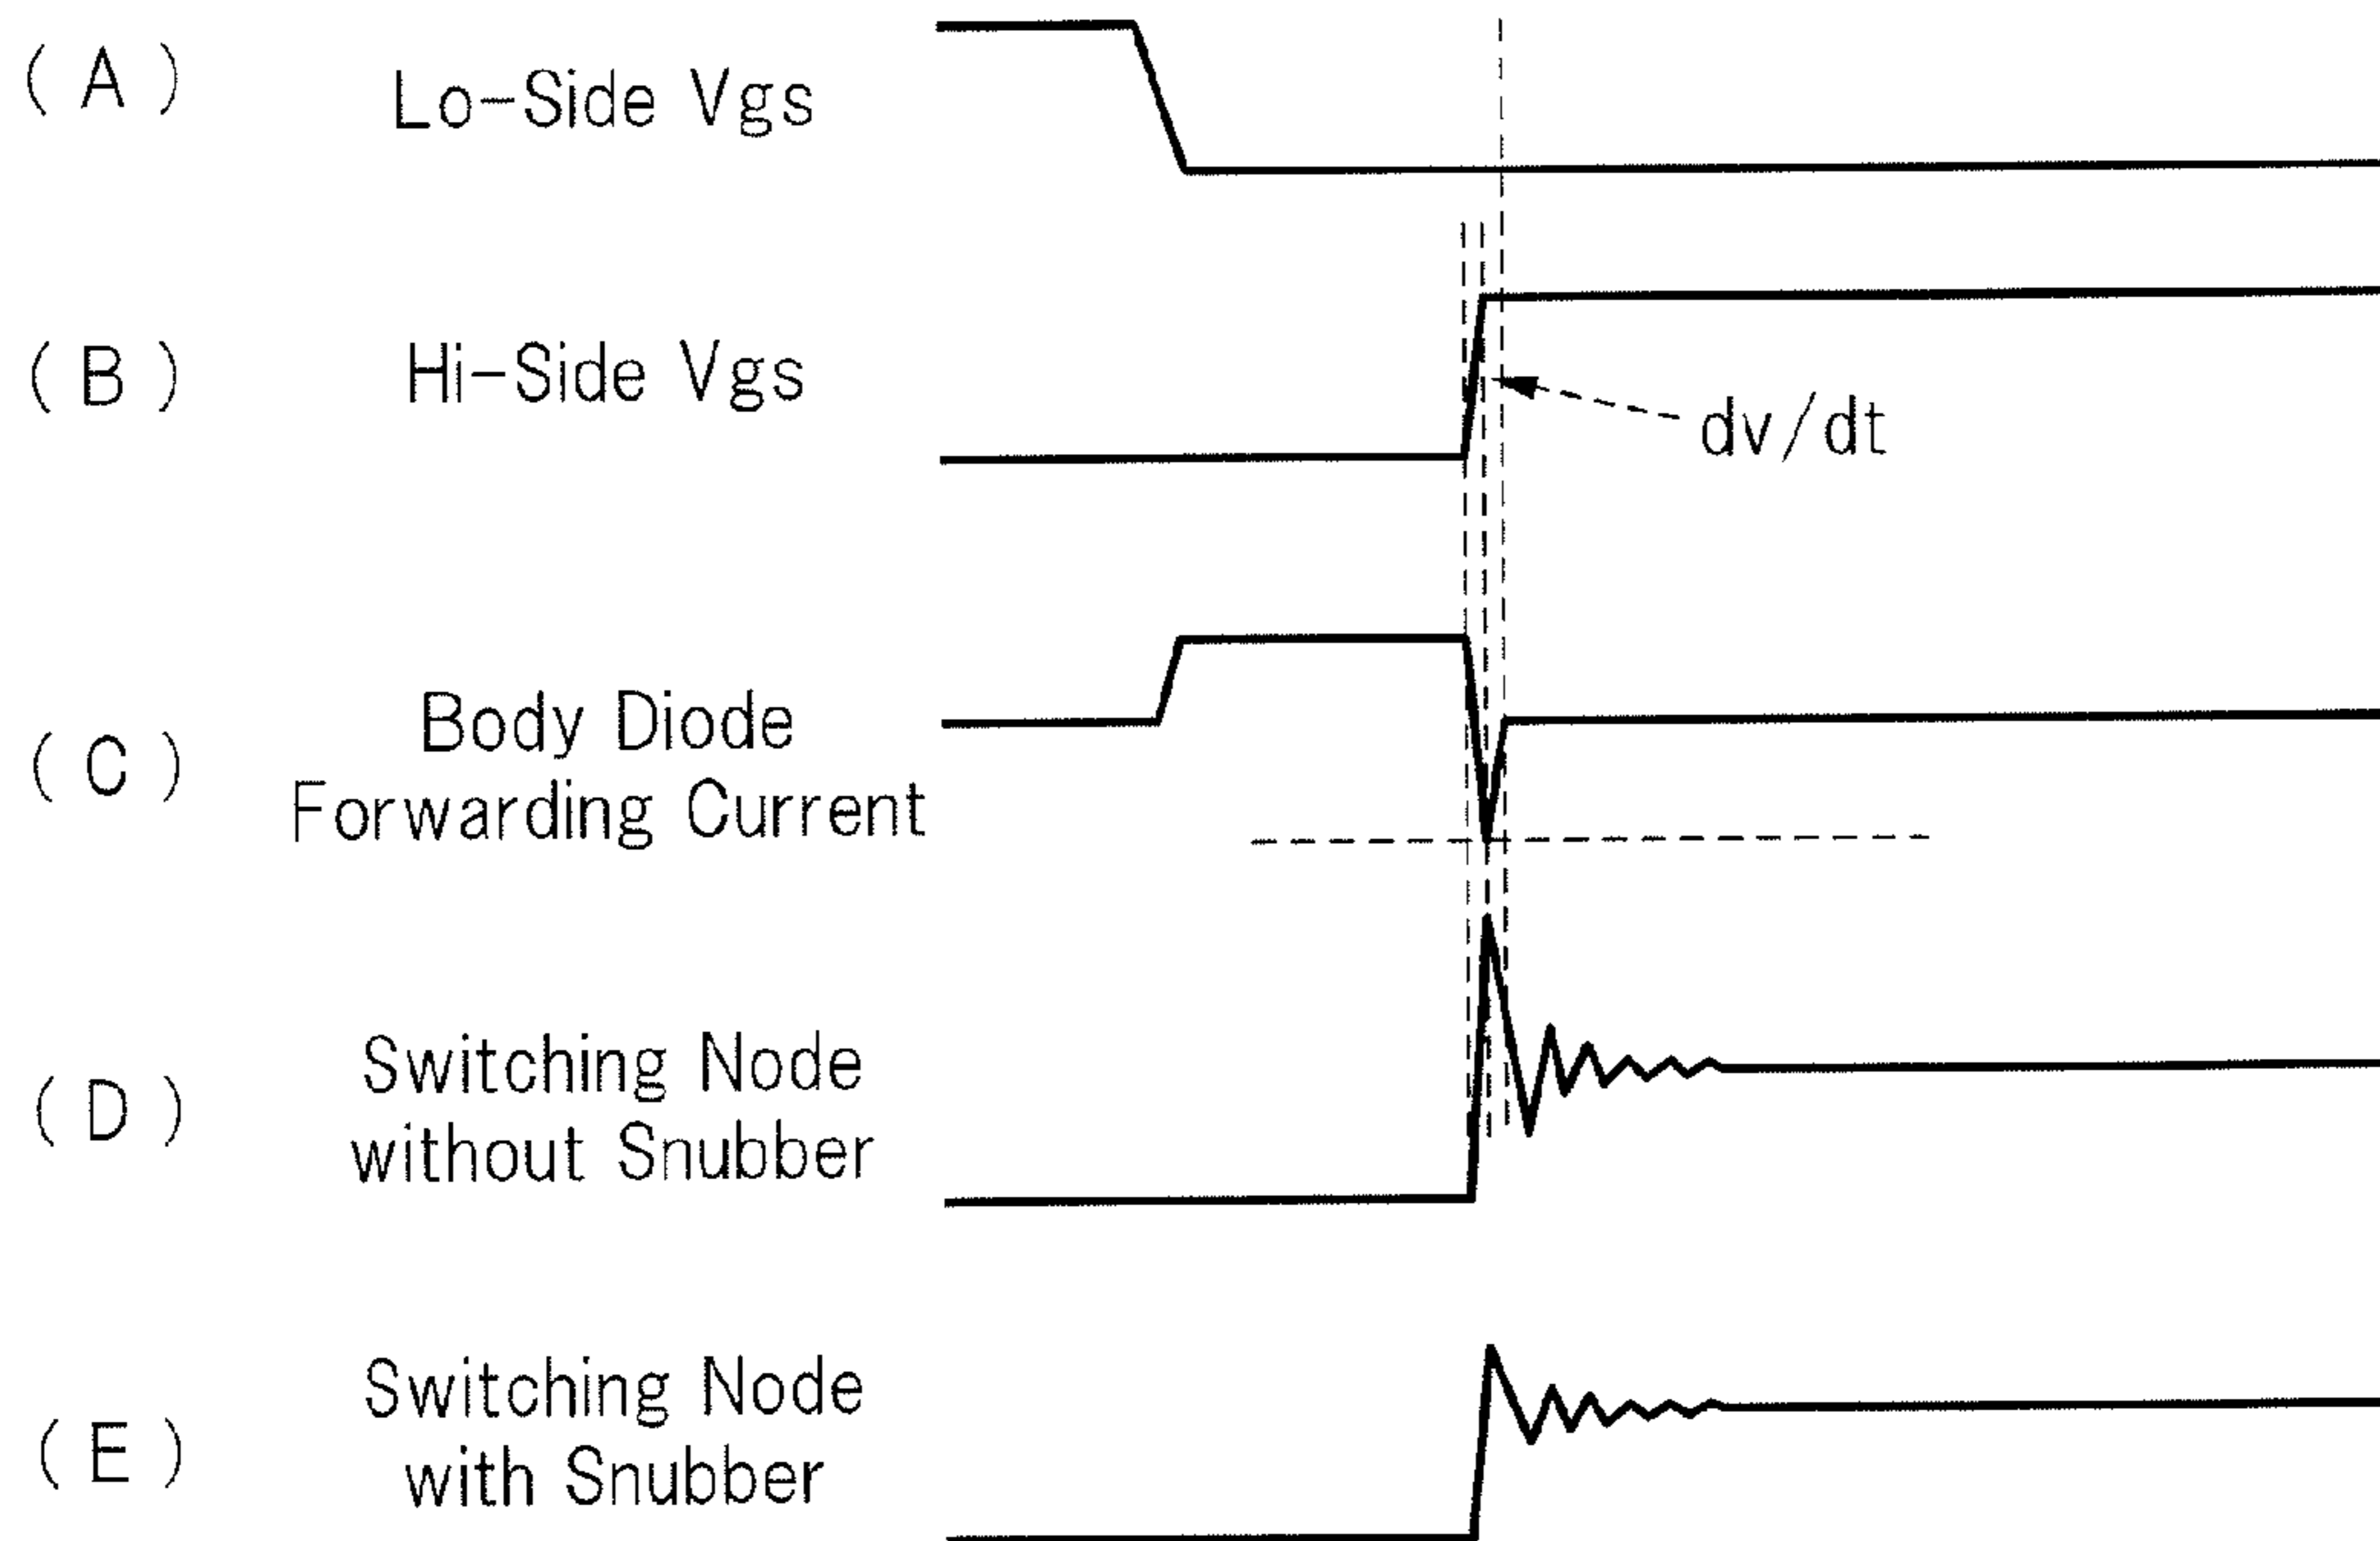 ( A )
Lo-Side Vgs
( B )
Hi-Side Vgs
dv/dt
( C )
Body Diode
Forwarding Current
( D )
Switching Node
without Snubber
( E )
Switching Node
with Snubber